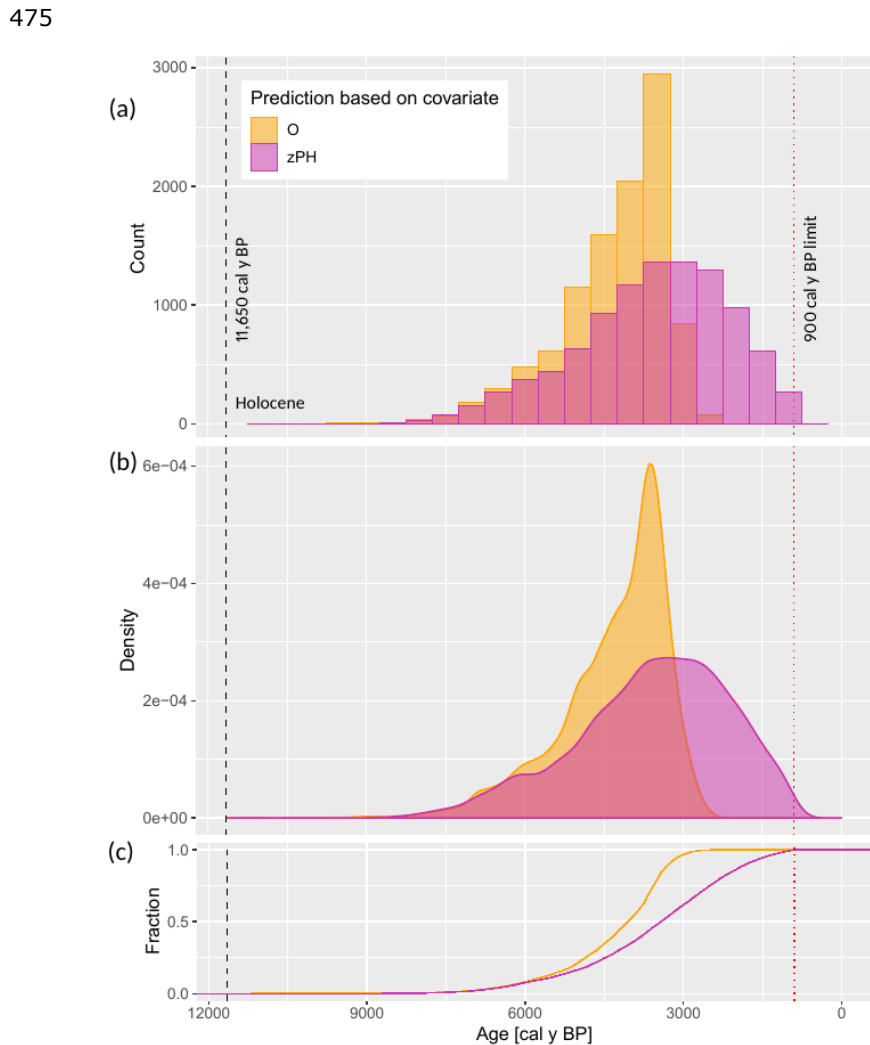 475
(a)
3000
2000
1000
0
Count
Prediction based on covariate
O
zPH
11,650 cal y BP
Holocene
900 cal y BP limit
(b)
6e−04
4e−04
2e−04
0e+00
Density
(c)
1.0
0.5
0.0
Fraction
12000 9000 6000 3000 0
Age [cal y BP]